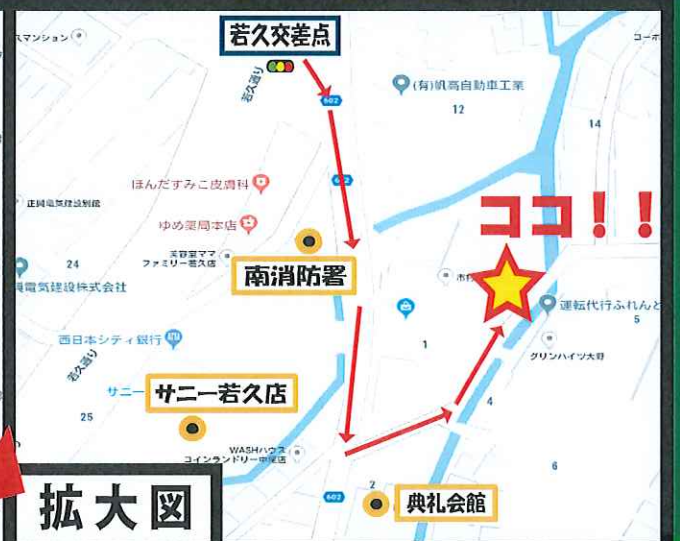 若久交差点
若久通り
602
(有)帆高自動車工業
12
14
スマンション
コーポ
602
ほんだすみこ皮膚科
正興電気建設別館
ゆめ薬局本店
ココ！！
美容室ママ
ファミリー若久店
24
南消防署
興電気建設株式会社
運転代行ふれんど
5
西日本シティ銀行
ATM
1
グリンハイツ大野
若久通り
サニー
サニー若久店
4
25
WASHハウス
コインランドリー中尾店
6
2
602
典礼会館
拡大図